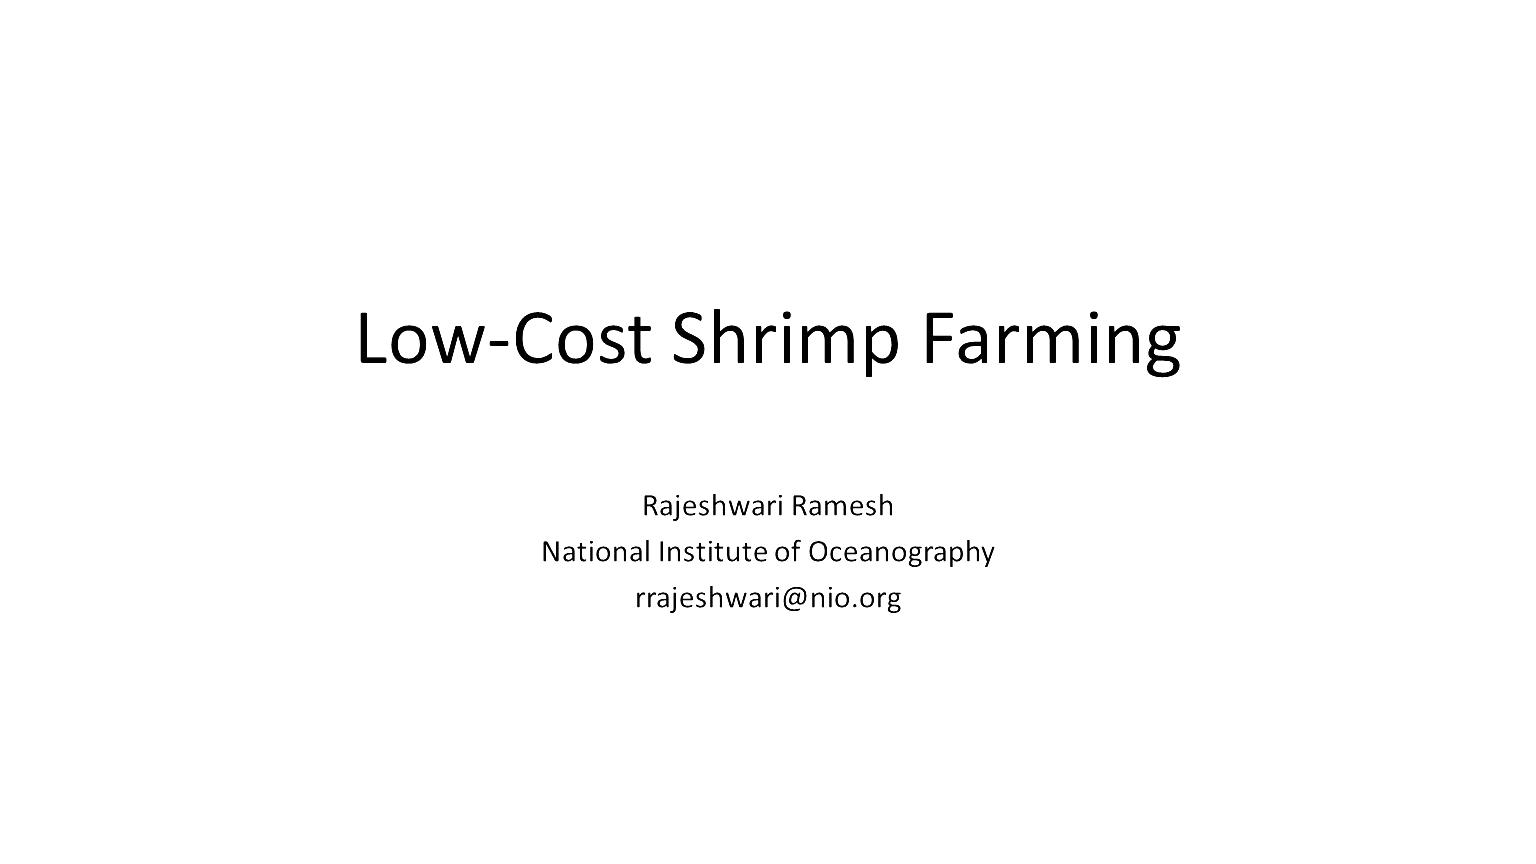 Low-Cost Shrimp Farming
Rajeshwari Ramesh
National Institute of Oceanography
rrajeshwari@nio.org